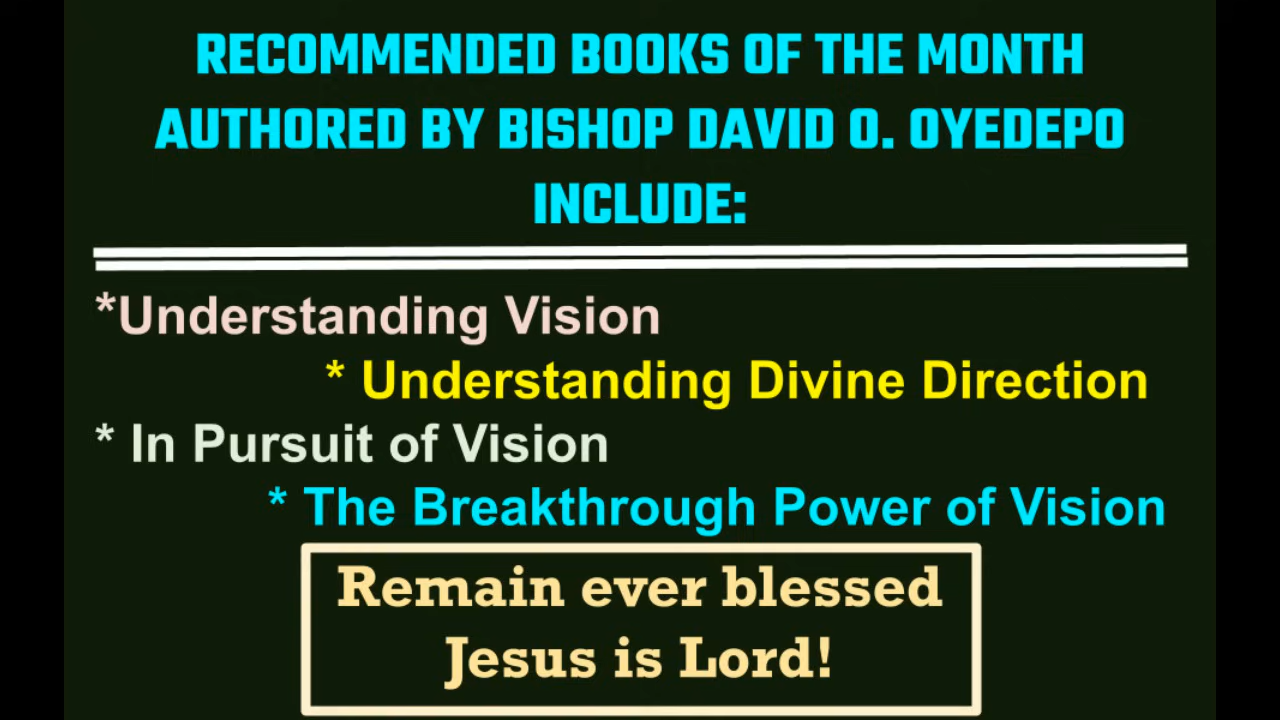 RECOMMENDED BOOKS OF THE MONTH
AUTHORED BY BISHOP DAVID O. OYEDEPO
INCLUDE:
*Understanding Vision
* Understanding Divine Direction
* In Pursuit of Vision
* The Breakthrough Power of Vision
Remain ever blessed
Jesus is Lord!